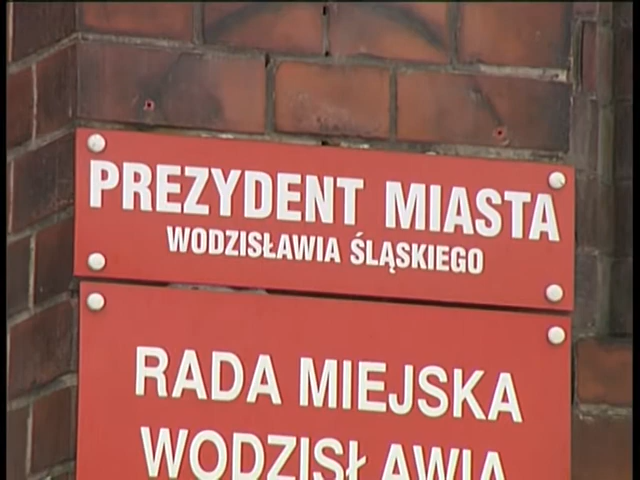 PREZYDENT MIASTA
WODZISŁAWIA ŚLĄSKIEGO
RADA MIEJSKA
WODZISŁAWIA